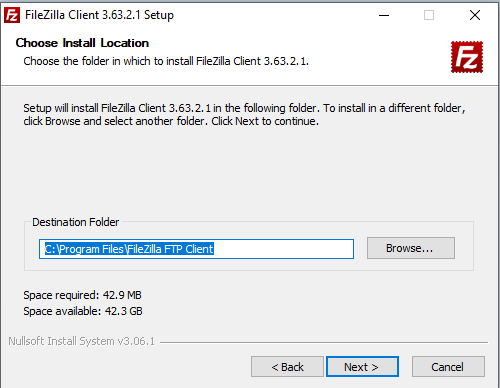 FileZilla Client 3.63.2.1 Setup
Choose Install Location
Choose the folder in which to install FileZilla Client 3.63.2.1.
Fz
Setup will install FileZilla Client 3.63.2.1 in the following folder. To install in a different folder,
click Browse and select another folder. Click Next to continue.
Destination Folder
C:\Program Files\FileZilla FTP Client
Browse...
Space required: 42.9 MB
Space available: 42.3 GB
Nullsoft Install System v3.06.1
< Back
Next >
Cancel